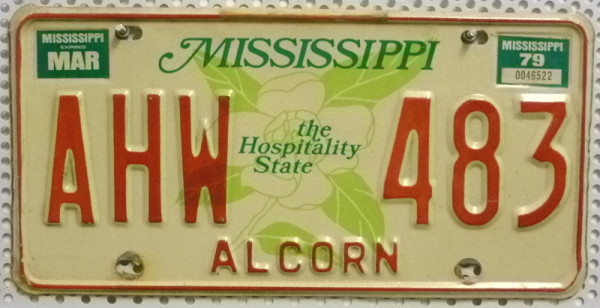 MISSISSIPPI
EXPIRES
MAR
MISSISSIPPI
MISSISSIPPI
79
0046522
AHW 483
the
Hospitality
State
ALCORN